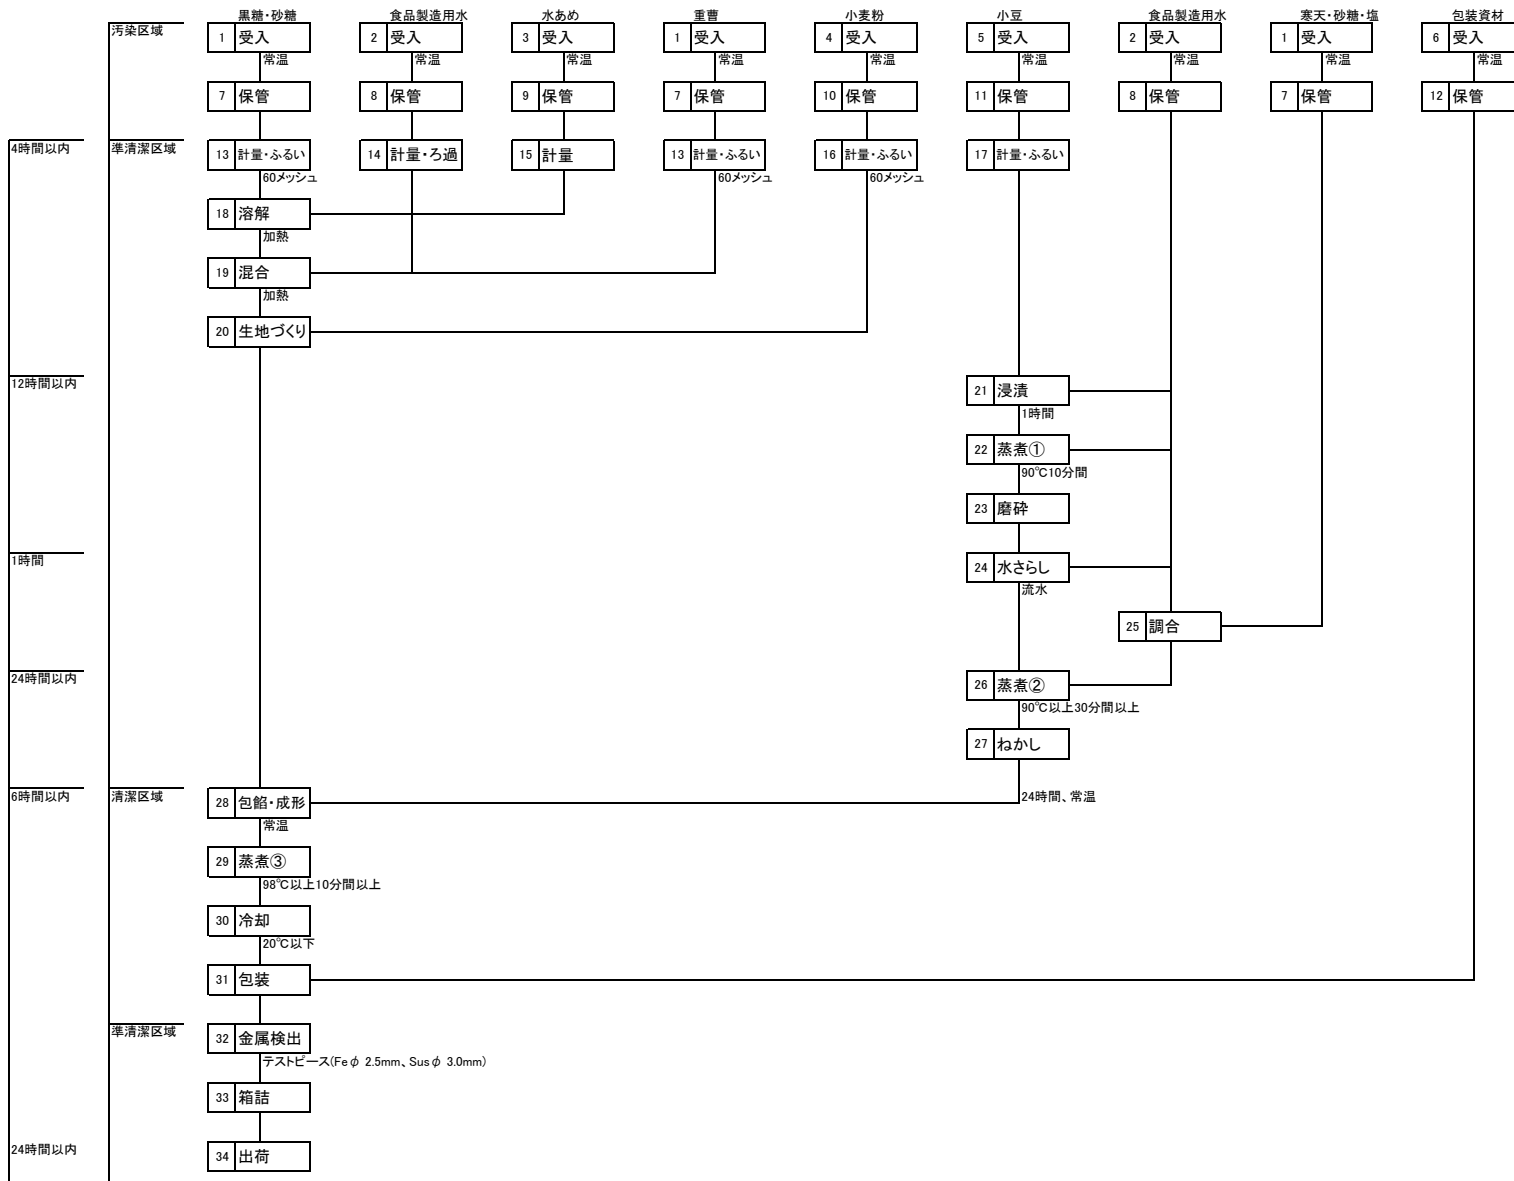 黒糖・砂糖 食品製造用水 水あめ 重曹 小麦粉 小豆 食品製造用水 寒天・砂糖・塩 包装資材
汚染区域 1 受入 2 受入 3 受入 1 受入 4 受入 5 受入 2 受入 1 受入 6 受入
常温 常温 常温 常温 常温 常温 常温 常温 常温
7 保管 8 保管 9 保管 7 保管 10 保管 11 保管 8 保管 7 保管 12 保管
4時間以内 準清潔区域 13 計量・ふるい 14 計量・ろ過 15 計量 13 計量・ふるい 16 計量・ふるい 17 計量・ふるい
60メッシュ 60メッシュ 60メッシュ
18 溶解
加熱
19 混合
加熱
20 生地づくり
12時間以内 21 浸漬
1時間
22 蒸煮①
90℃10分間
23 磨砕
1時間 24 水さらし
流水
25 調合
24時間以内 26 蒸煮②
90℃以上30分間以上
27 ねかし
6時間以内 清潔区域 28 包餡・成形 24時間、常温
常温
29 蒸煮③
98℃以上10分間以上
30 冷却
20℃以下
31 包装
準清潔区域 32 金属検出
テストピース(Feφ 2.5mm、Susφ 3.0mm)
33 箱詰
24時間以内 34 出荷